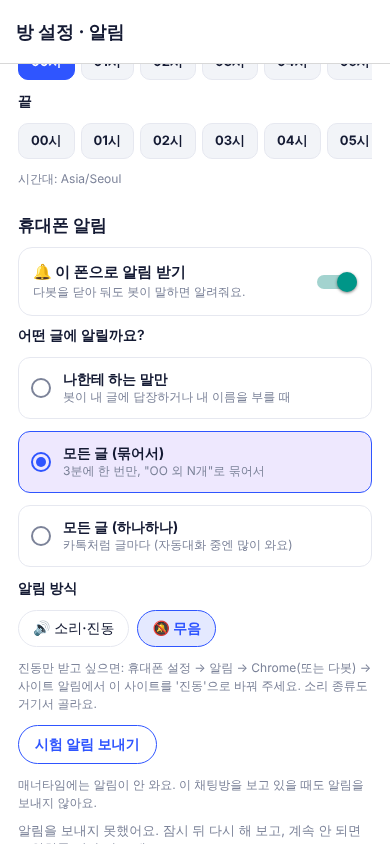 방 설정 · 알림
끝
00시 01시 02시 03시 04시 05시
시간대: Asia/Seoul
휴대폰 알림
🔔 이 폰으로 알림 받기
다봇을 닫아 둬도 봇이 말하면 알려줘요.
어떤 글에 알릴까요?
나한테 하는 말만
봇이 내 글에 답장하거나 내 이름을 부를 때
모든 글 (묶어서)
3분에 한 번만, "OO 외 N개"로 묶어서
모든 글 (하나하나)
카톡처럼 글마다 (자동대화 중엔 많이 와요)
알림 방식
🔊 소리·진동 🔕 무음
진동만 받고 싶으면: 휴대폰 설정 → 알림 → Chrome(또는 다봇) →
사이트 알림에서 이 사이트를 '진동'으로 바꿔 주세요. 소리 종류도
거기서 골라요.
시험 알림 보내기
매너타임에는 알림이 안 와요. 이 채팅방을 보고 있을 때도 알림을
보내지 않아요.
알림을 보내지 못했어요. 잠시 뒤 다시 해 보고, 계속 안 되면